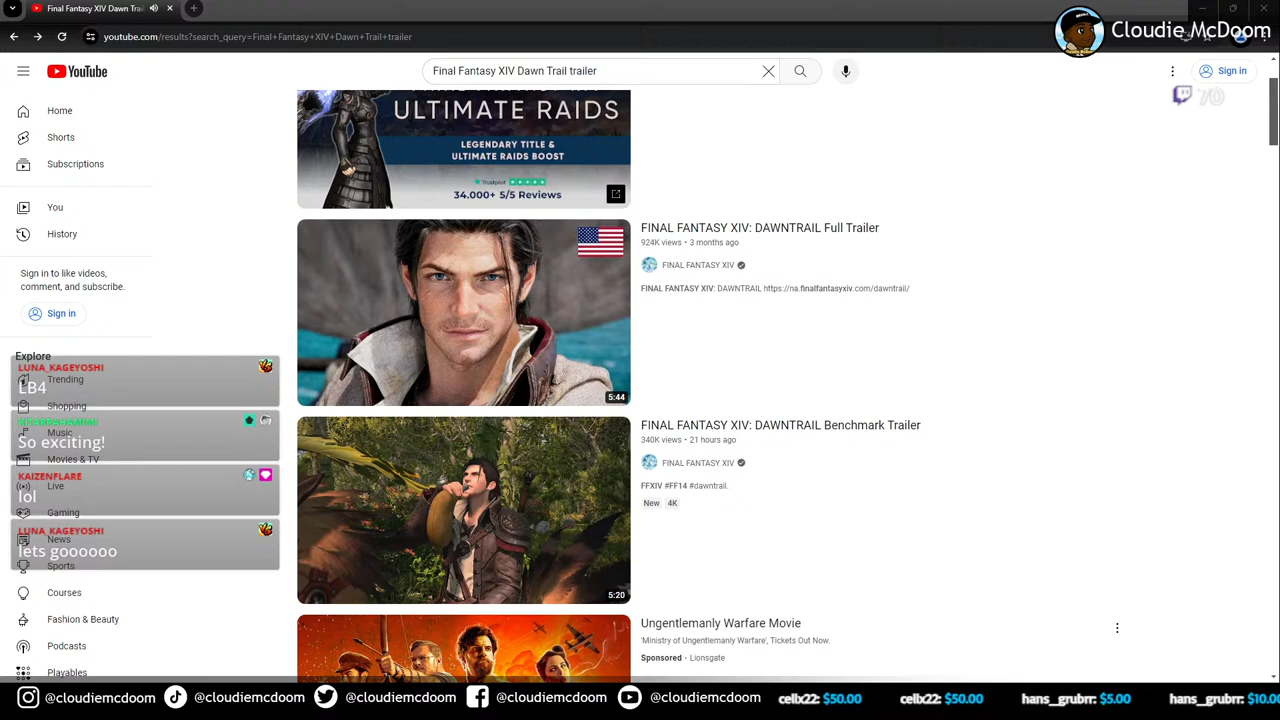 Final Fantasy XIV Dawn Trail
youtube.com/results?search_query=Final+Fantasy+XIV+Dawn+Trail+trailer
Cloudie McDoom
YouTube
Final Fantasy XIV Dawn Trail trailer
Sign in
70
Home
Shorts
Subscriptions
You
History
Sign in to like videos,
comment, and subscribe.
Sign in
Explore
LUNA_KAGEYOSHI
Trending
LB4
Shopping
Music
So exciting!
Movies & TV
KAIZENFLARE
Live
lol
Gaming
LUNA_KAGEYOSHI
News
lets goooooo
Sports
Courses
Fashion & Beauty
Podcasts
Playables
ULTIMATE RAIDS
LEGENDARY TITLE &
ULTIMATE RAIDS BOOST
Trustpilot
34.000+ 5/5 Reviews
FINAL FANTASY XIV: DAWNTRAIL Full Trailer
924K views • 3 months ago
FINAL FANTASY XIV
FINAL FANTASY XIV: DAWNTRAIL https://na.finalfantasyxiv.com/dawntrail/
5:44
FINAL FANTASY XIV: DAWNTRAIL Benchmark Trailer
340K views • 21 hours ago
FINAL FANTASY XIV
FFXIV #FF14 #dawntrail.
New 4K
5:20
Ungentlemanly Warfare Movie
'Ministry of Ungentlemanly Warfare', Tickets Out Now.
Sponsored • Lionsgate
@cloudiemcdoom @cloudiemcdoom @cloudiemcdoom @cloudiemcdoom @cloudiemcdoom cellx22: $50.00 cellx22: $50.00 hans_grubrr: $5.00 hans_grubrr: $10.00